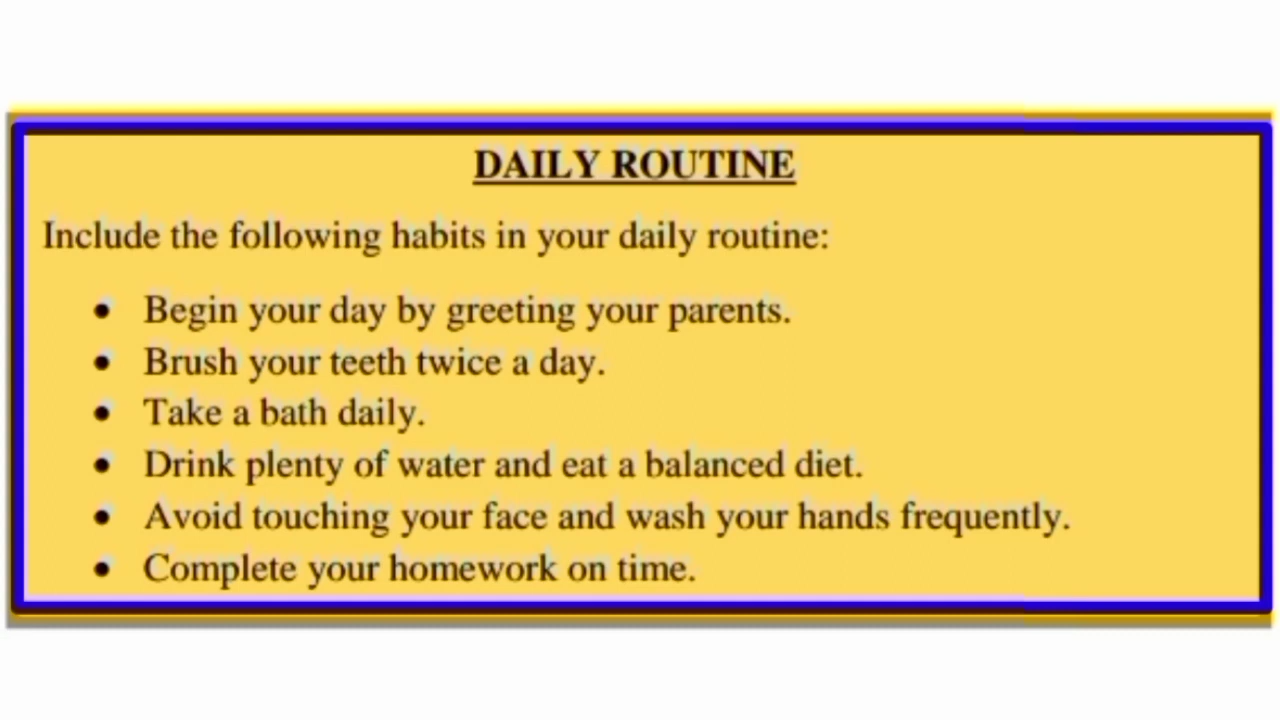 DAILY ROUTINE
Include the following habits in your daily routine:
• Begin your day by greeting your parents.
• Brush your teeth twice a day.
• Take a bath daily.
• Drink plenty of water and eat a balanced diet.
• Avoid touching your face and wash your hands frequently.
• Complete your homework on time.